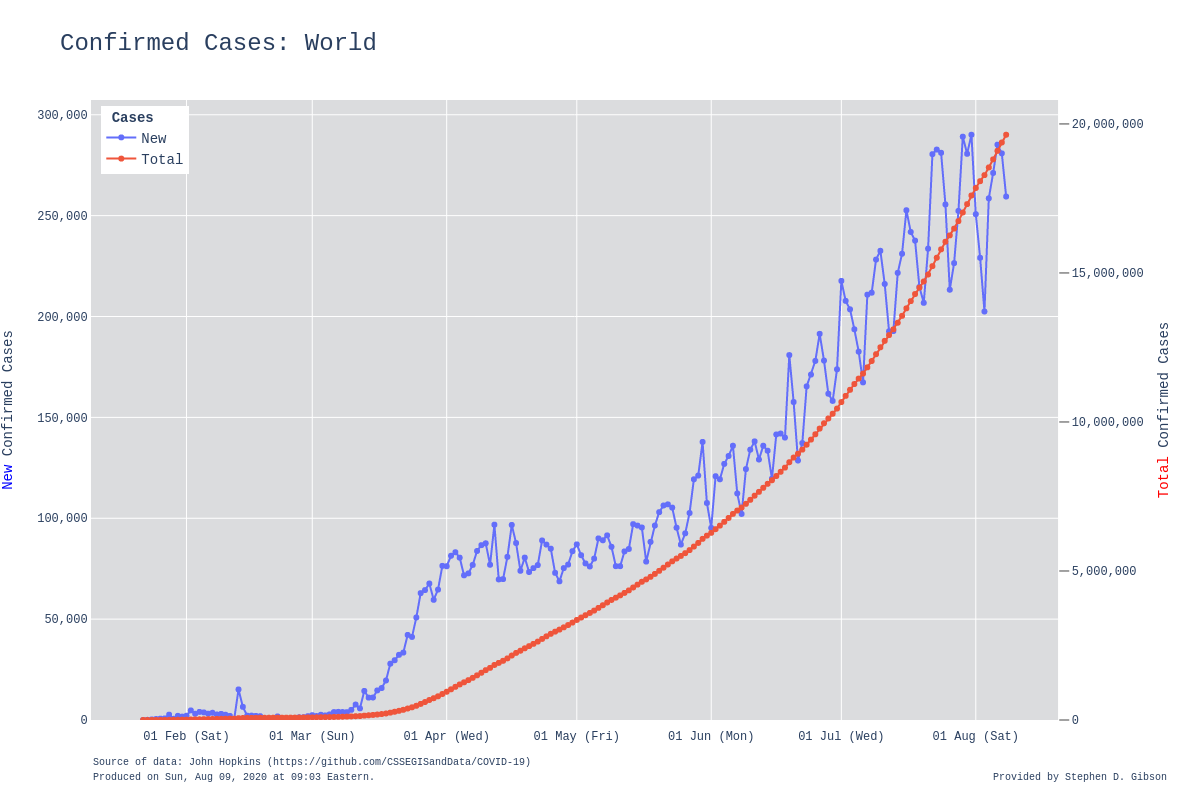 Confirmed Cases: World
Cases
New
Total
300,000
250,000
200,000
150,000
100,000
50,000
0
20,000,000
15,000,000
10,000,000
5,000,000
0
New Confirmed Cases
Total Confirmed Cases
01 Feb (Sat) 01 Mar (Sun) 01 Apr (Wed) 01 May (Fri) 01 Jun (Mon) 01 Jul (Wed) 01 Aug (Sat)
Source of data: John Hopkins (https://github.com/CSSEGISandData/COVID-19)
Produced on Sun, Aug 09, 2020 at 09:03 Eastern.
Provided by Stephen D. Gibson